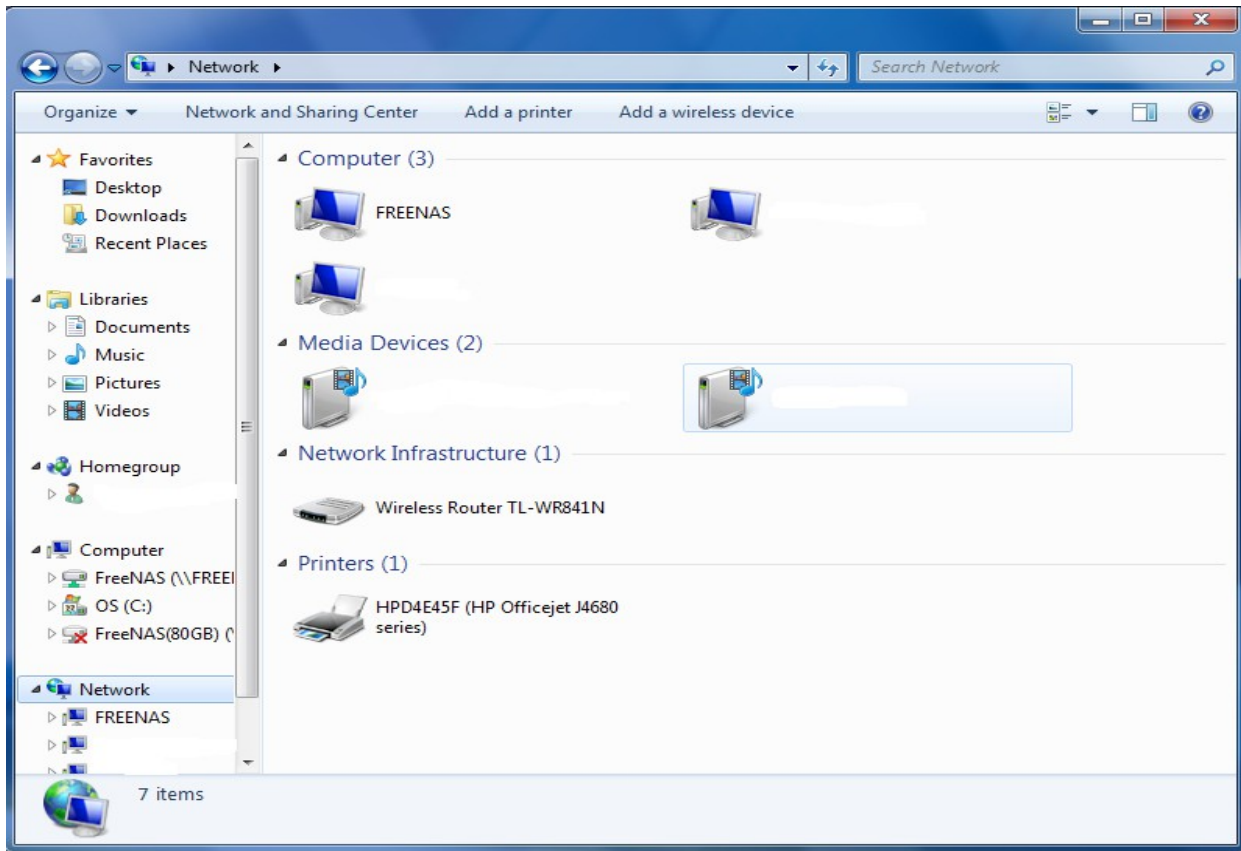 Network
Search Network
Organize
Network and Sharing Center
Add a printer
Add a wireless device
Favorites
Desktop
Downloads
Recent Places
Libraries
Documents
Music
Pictures
Videos
Homegroup
Computer
FreeNAS (\\FREE
OS (C:)
FreeNAS(80GB) (
Network
FREENAS
Computer (3)
FREENAS
Media Devices (2)
Network Infrastructure (1)
Wireless Router TL-WR841N
Printers (1)
HPD4E45F (HP Officejet J4680
series)
7 items